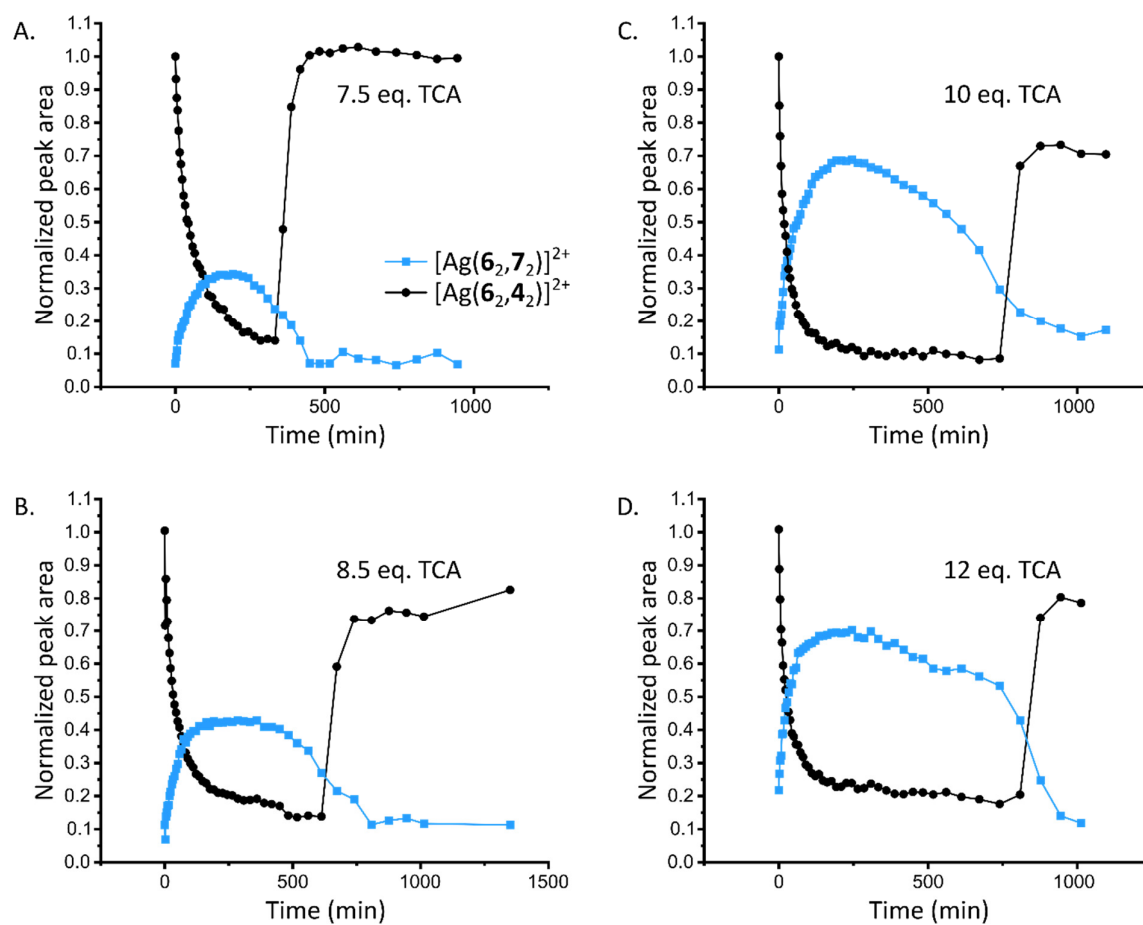 A.
1.1
1.0
0.9
0.8
0.7
0.6
0.5
0.4
0.3
0.2
0.1
0.0
Normalized peak area
7.5 eq. TCA
[Ag(6₂,7₂)]²⁺
[Ag(6₂,4₂)]²⁺
0 500 1000
Time (min)
C.
1.1
1.0
0.9
0.8
0.7
0.6
0.5
0.4
0.3
0.2
0.1
0.0
Normalized peak area
10 eq. TCA
0 500 1000
Time (min)
B.
1.1
1.0
0.9
0.8
0.7
0.6
0.5
0.4
0.3
0.2
0.1
0.0
Normalized peak area
8.5 eq. TCA
0 500 1000 1500
Time (min)
D.
1.1
1.0
0.9
0.8
0.7
0.6
0.5
0.4
0.3
0.2
0.1
0.0
Normalized peak area
12 eq. TCA
0 500 1000
Time (min)